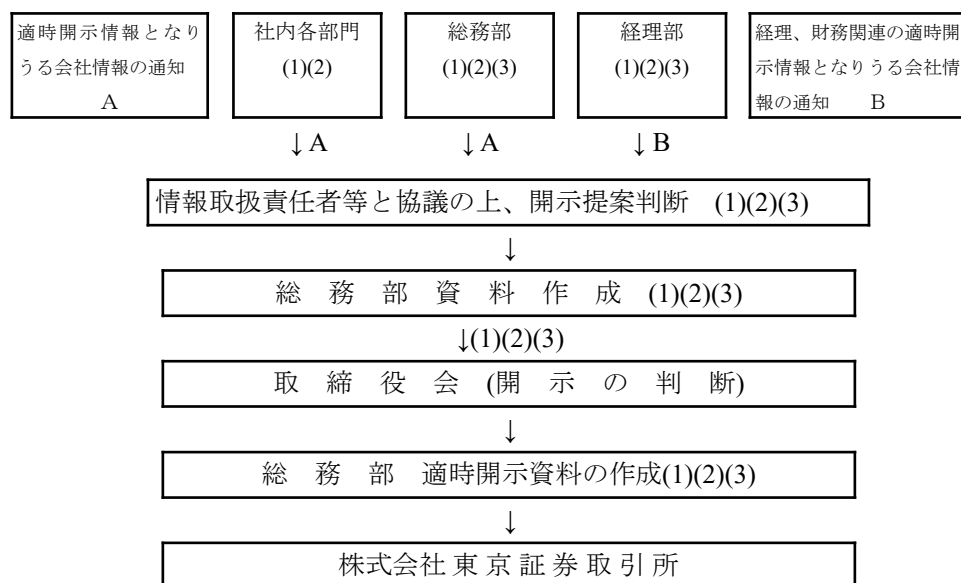 適時開示情報となり
うる会社情報の通知
A
社内各部門
(1)(2)
総務部
(1)(2)(3)
経理部
(1)(2)(3)
経理、財務関連の適時開
示情報となりうる会社情
報の通知 B
↓A
↓A
↓B
情報取扱責任者等と協議の上、開示提案判断 (1)(2)(3)
↓
総 務 部 資 料 作 成 (1)(2)(3)
↓(1)(2)(3)
取 締 役 会 (開 示 の 判 断)
↓
総 務 部 適時開示資料の作成(1)(2)(3)
↓
株式会社 東 京 証 券 取 引 所